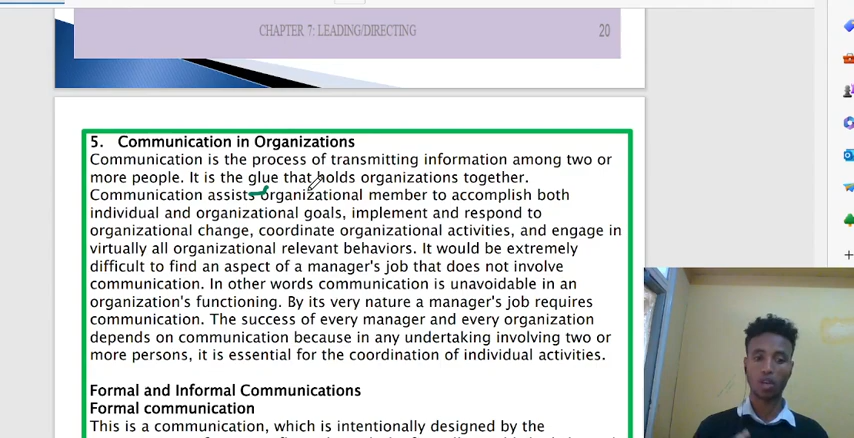 CHAPTER 7: LEADING/DIRECTING 20
5. Communication in Organizations
Communication is the process of transmitting information among two or
more people. It is the glue that holds organizations together.
Communication assists organizational member to accomplish both
individual and organizational goals, implement and respond to
organizational change, coordinate organizational activities, and engage in
virtually all organizational relevant behaviors. It would be extremely
difficult to find an aspect of a manager's job that does not involve
communication. In other words communication is unavoidable in an
organization's functioning. By its very nature a manager's job requires
communication. The success of every manager and every organization
depends on communication because in any undertaking involving two or
more persons, it is essential for the coordination of individual activities.
Formal and Informal Communications
Formal communication
This is a communication, which is intentionally designed by the